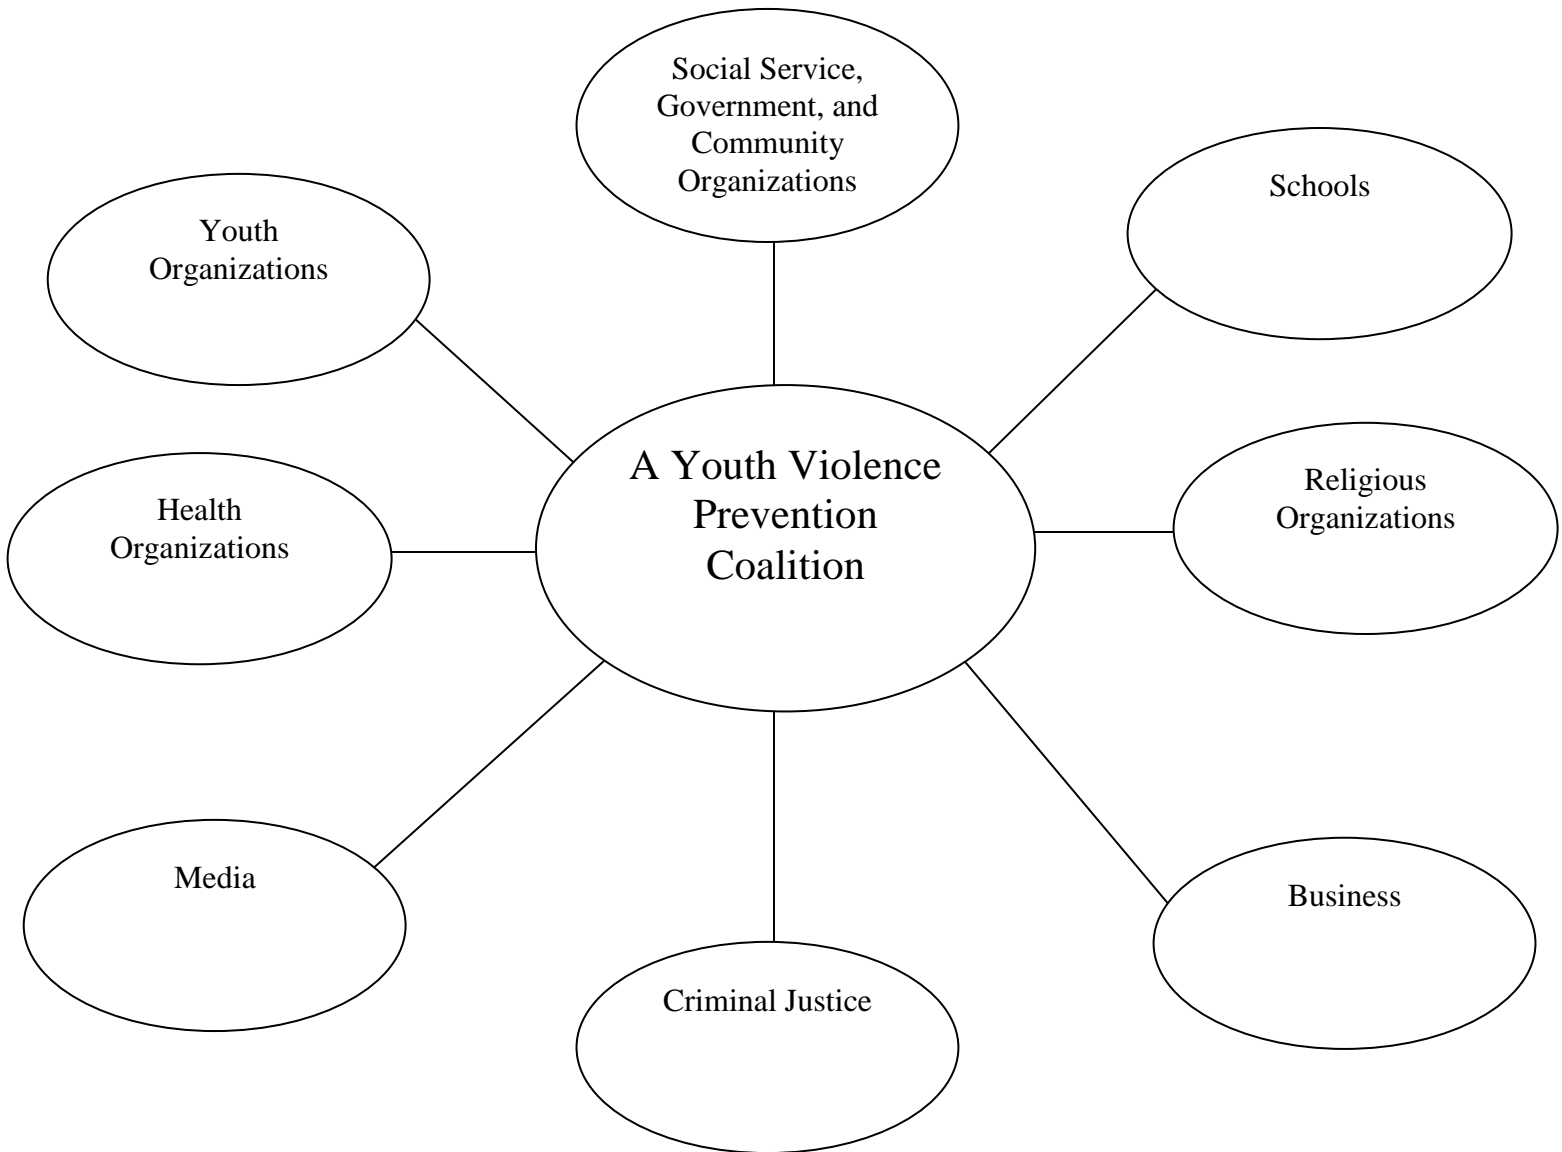 Social Service,
Government, and
Community
Organizations
Schools
Youth
Organizations
A Youth Violence
Prevention
Coalition
Religious
Organizations
Health
Organizations
Media
Business
Criminal Justice